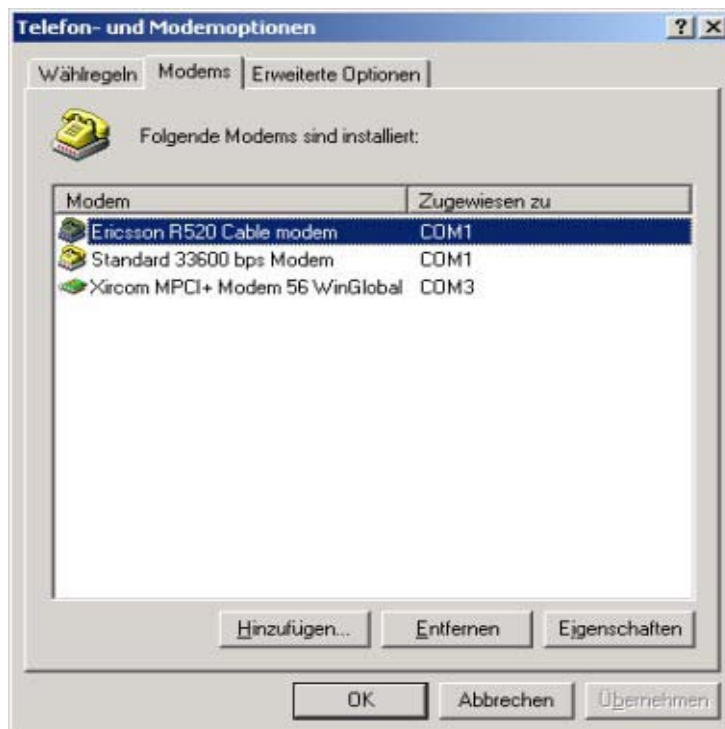 Telefon- und Modemoptionen
Wählregeln Modems Erweiterte Optionen
Folgende Modems sind installiert:
Modem Zugewiesen zu
Ericsson R520 Cable modem COM1
Standard 33600 bps Modem COM1
Xircom MPCI+ Modem 56 WinGlobal COM3
Hinzufügen... Entfernen Eigenschaften
OK Abbrechen Übernehmen